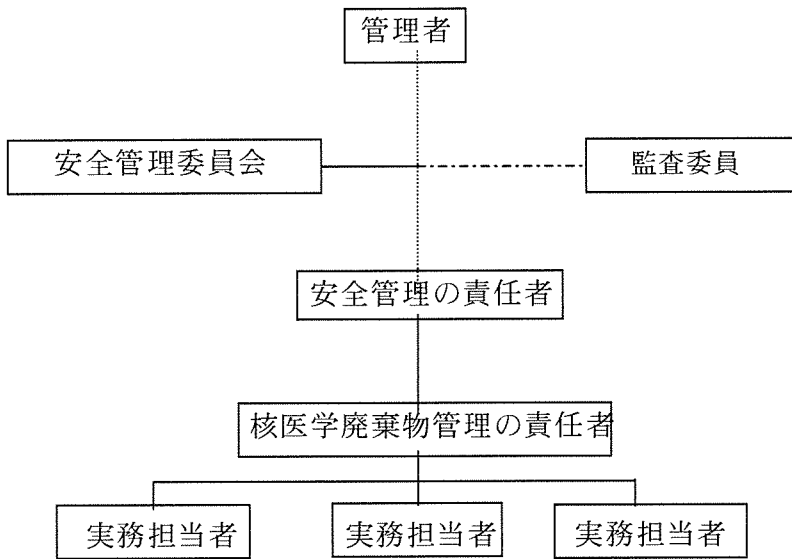 管理者
安全管理委員会
監査委員
安全管理の責任者
核医学廃棄物管理の責任者
実務担当者
実務担当者
実務担当者